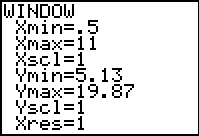 WINDOW
Xmin=.5
Xmax=11
Xscl=1
Ymin=5.13
Ymax=19.87
Yscl=1
Xres=1